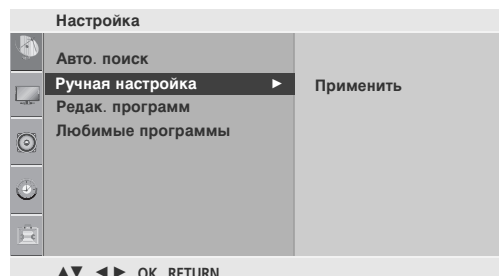 Настройка
Авто. поиск
Ручная настройка ► Применить
Редак. программ
Любимые программы
▲▼ ◄► OK RETURN